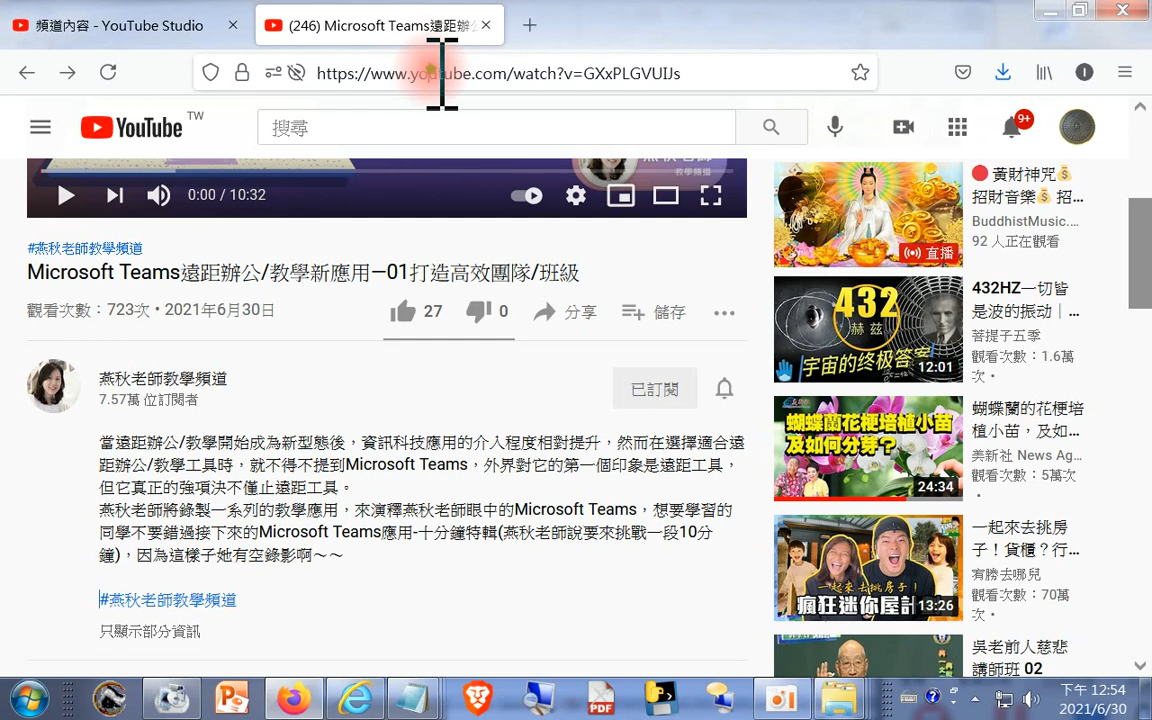 頻道內容 - YouTube Studio
(246) Microsoft Teams遠距辦公
https://www.youtube.com/watch?v=GXxPLGVUIJs
YouTube TW
搜尋
9+
教學頻道
0:00 / 10:32
#燕秋老師教學頻道
Microsoft Teams遠距辦公/教學新應用—01打造高效團隊/班級
觀看次數：723次・2021年6月30日
27
0
分享
儲存
燕秋老師教學頻道
7.57萬 位訂閱者
已訂閱
當遠距辦公/教學開始成為新型態後，資訊科技應用的介入程度相對提升，然而在選擇適合遠
距辦公/教學工具時，就不得不提到Microsoft Teams，外界對它的第一個印象是遠距工具，
但它真正的強項決不僅止遠距工具。
燕秋老師將錄製一系列的教學應用，來演釋燕秋老師眼中的Microsoft Teams，想要學習的
同學不要錯過接下來的Microsoft Teams應用-十分鐘特輯(燕秋老師說要來挑戰一段10分
鐘)，因為這樣子她有空錄影啊～～
#燕秋老師教學頻道
只顯示部分資訊
直播
黃財神咒💰
招財音樂💰 招...
BuddhistMusic....
92 人正在觀看
432
赫兹
宇宙的终极答案
12:01
432HZ一切皆
是波的振动｜...
菩提子五季
觀看次數：1.6萬
次・
蝴蝶蘭花梗培植小苗
及如何分芽？
24:34
蝴蝶蘭的花梗培
植小苗，及如...
美新社 News Ag...
觀看次數：5萬次
・
一起來去挑房子！
瘋狂迷你屋計
13:26
一起來去挑房
子！貨櫃？行...
宥勝去哪兒
觀看次數：70萬
次・
吳老前人慈悲
講師班 02
PDF
下午 12:54
2021/6/30